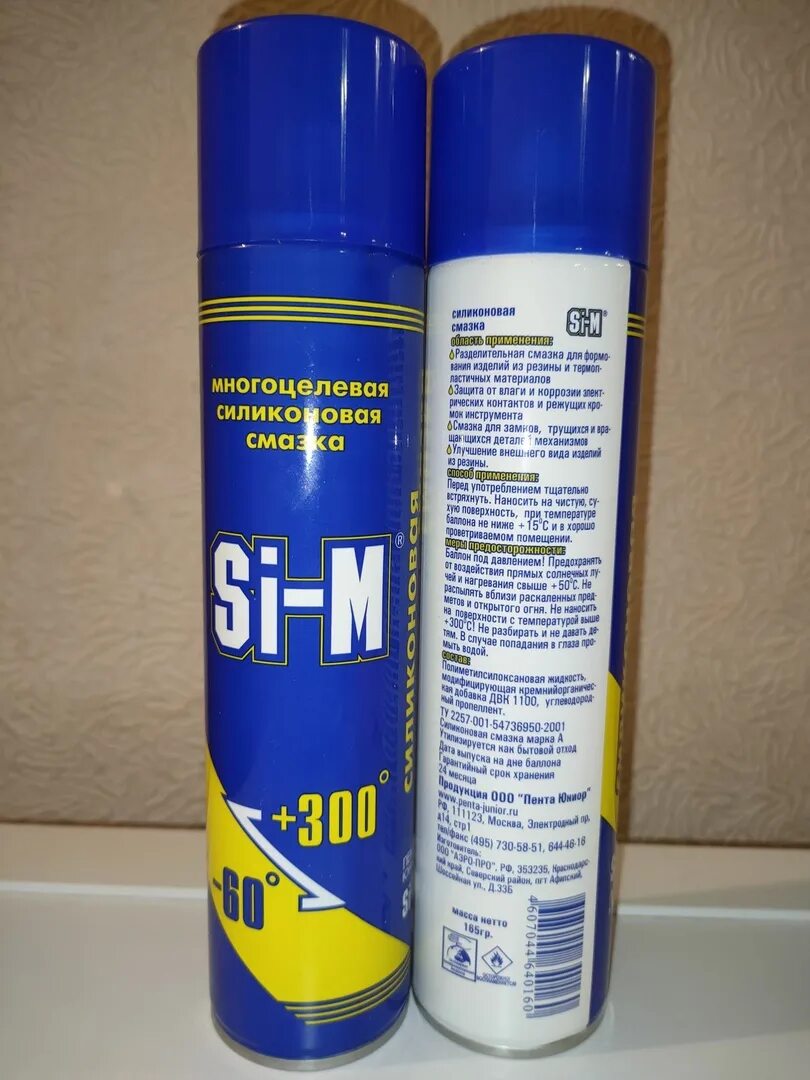 многоцелевая
силиконовая
смазка
Si-M®
+300°
-60°
силиконовая
силиконовая
смазка
Si-M®
область применения:
Разделительная смазка для формо-
вания изделий из резины и термо-
пластичных материалов
Защита от влаги и коррозии элект-
рических контактов и режущих кро-
мок инструмента
Смазка для замков, трущихся и вра-
щающихся деталей механизмов
Улучшение внешнего вида изделий
из резины.
способ применения:
Перед употреблением тщательно
встряхнуть. Наносить на чистую, су-
хую поверхность, при температуре
баллона не ниже +15°С и в хорошо
проветриваемом помещении.
меры предосторожности:
Баллон под давлением! Предохранять
от воздействия прямых солнечных лу-
чей и нагревания свыше +50°С. Не
распылять вблизи раскаленных пред-
метов и открытого огня. Не наносить
на поверхности с температурой выше
+300°С! Не разбирать и не давать де-
тям. В случае попадания в глаза про-
мыть водой.
состав:
Полиметилсилоксановая жидкость,
модифицирующая кремнийорганичес-
кая добавка ДВК 1100, углеводород-
ный пропеллент.
ТУ 2257-001-54736950-2001
Силиконовая смазка марка А
Утилизируется как бытовой отход
Дата выпуска на дне баллона
Гарантийный срок хранения
24 месяца
Продукция ООО "Пента Юниор"
www.penta-junior.ru
РФ, 111123, Москва, Электродный пр,
д14, стр1
тел/факс (495) 730-58-51, 644-46-16
Изготовитель:
ООО "АЭРО-ПРО", РФ, 353235, Краснодарс-
кий край, Северский район, пгт Афипский,
Шоссейная ул., Д.33Б
масса нетто
165гр.
ОСТОРОЖНО
ВОСПЛАМЕНЯЕТСЯ
4607044640160